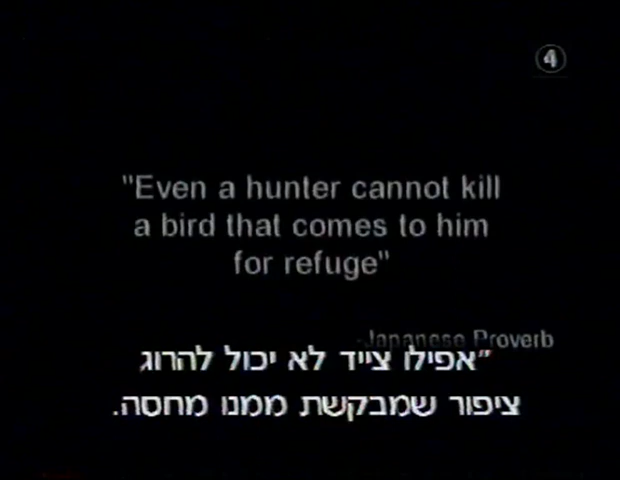 4
"Even a hunter cannot kill
a bird that comes to him
for refuge"
-Japanese Proverb
"אפילו צייד לא יכול להרוג
ציפור שמבקשת ממנו מחסה.